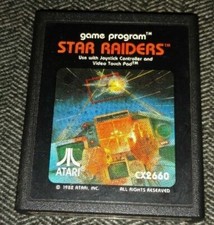 game program™
STAR RAIDERS™
Use with Joystick Controller and
Video Touch Pad™
ATARI
CX2660
© 1982 ATARI, INC
ALL RIGHTS RESERVED